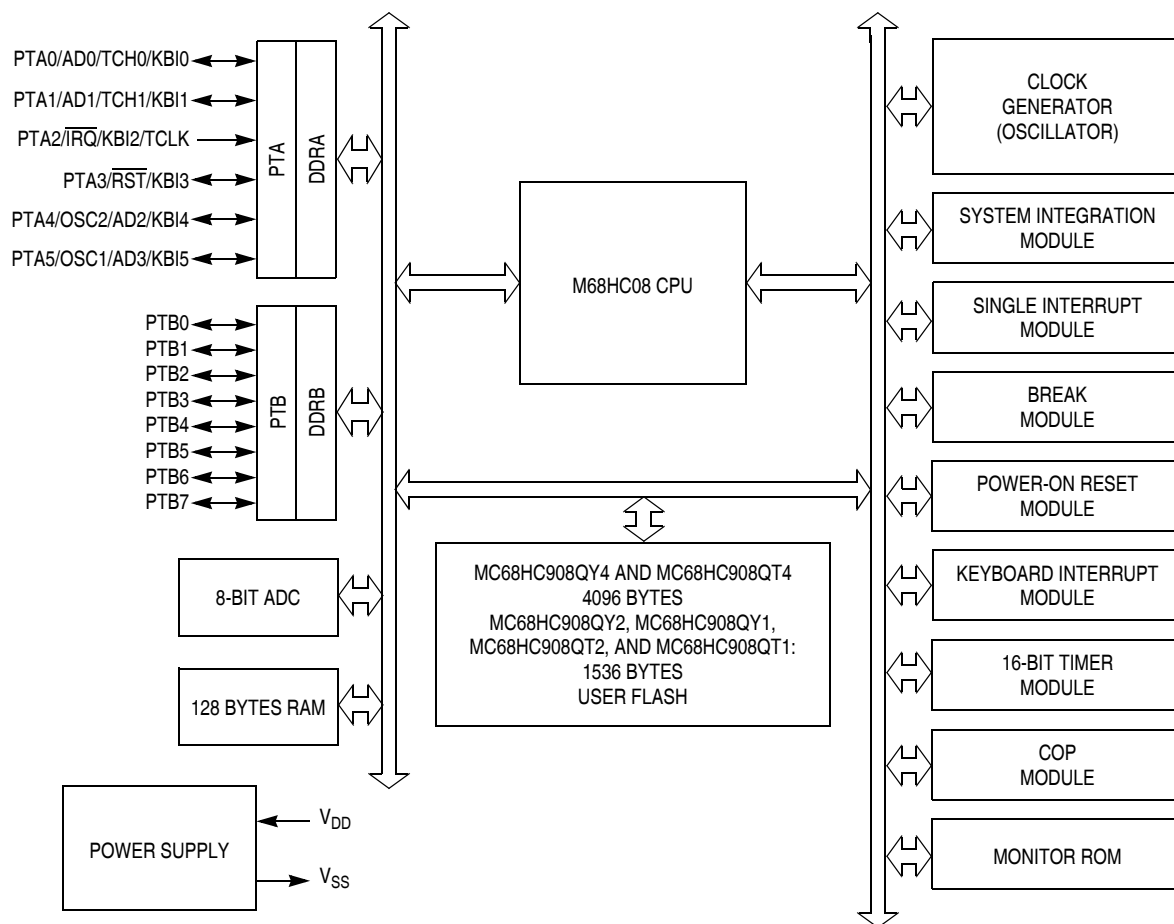 PTA0/AD0/TCH0/KBI0
PTA1/AD1/TCH1/KBI1
PTA2/I̅R̅Q̅/KBI2/TCLK
PTA3/R̅S̅T̅/KBI3
PTA4/OSC2/AD2/KBI4
PTA5/OSC1/AD3/KBI5
PTA
DDRA
PTB0
PTB1
PTB2
PTB3
PTB4
PTB5
PTB6
PTB7
PTB
DDRB
8-BIT ADC
128 BYTES RAM
POWER SUPPLY
VDD
VSS
M68HC08 CPU
MC68HC908QY4 AND MC68HC908QT4
4096 BYTES
MC68HC908QY2, MC68HC908QY1,
MC68HC908QT2, AND MC68HC908QT1:
1536 BYTES
USER FLASH
CLOCK
GENERATOR
(OSCILLATOR)
SYSTEM INTEGRATION
MODULE
SINGLE INTERRUPT
MODULE
BREAK
MODULE
POWER-ON RESET
MODULE
KEYBOARD INTERRUPT
MODULE
16-BIT TIMER
MODULE
COP
MODULE
MONITOR ROM